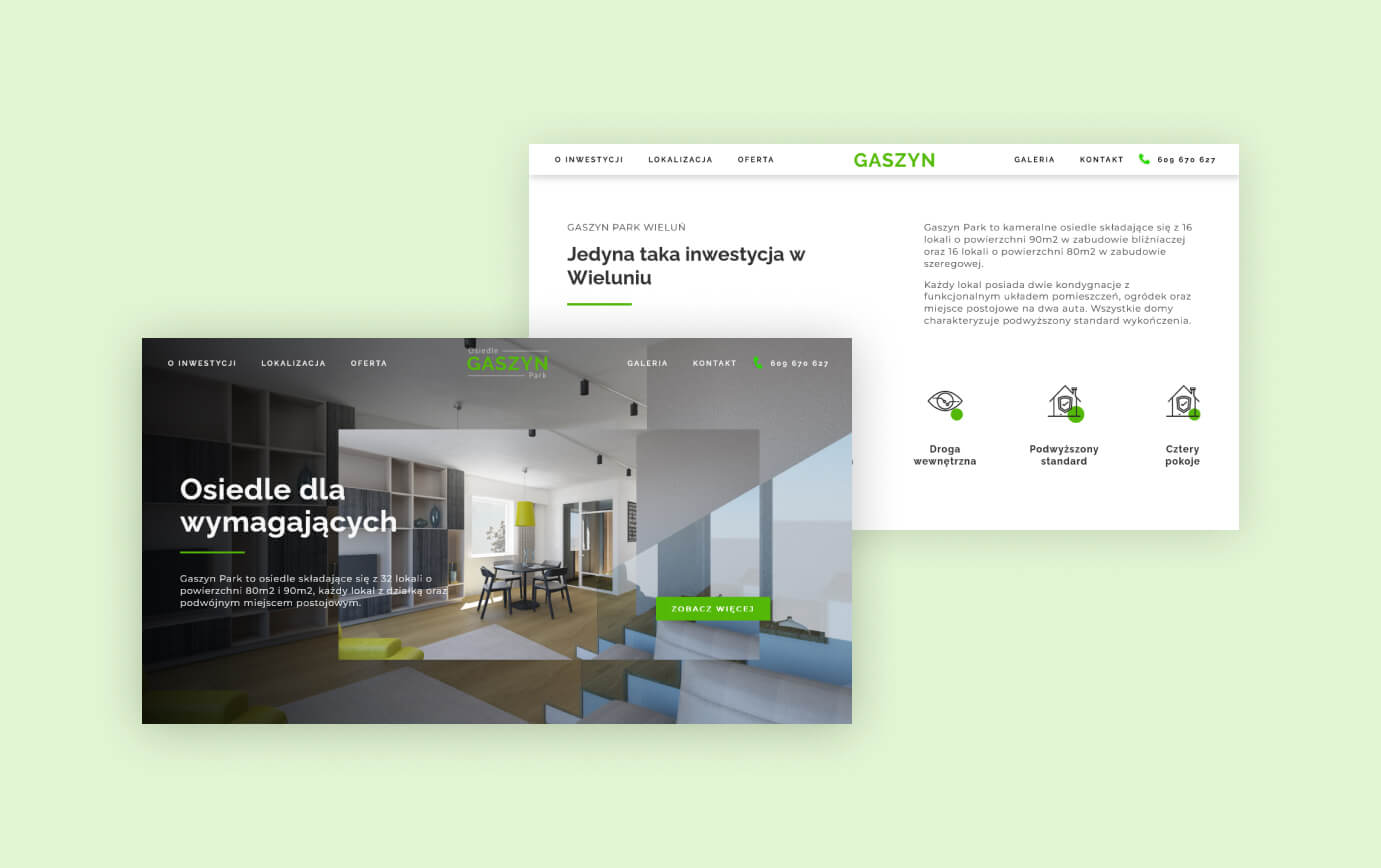 O INWESTYCJI
LOKALIZACJA
OFERTA
GASZYN
GALERIA
KONTAKT
609 670 627
GASZYN PARK WIELUŃ
Jedyna taka inwestycja w
Wieluniu
Gaszyn Park to kameralne osiedle składające się z 16
lokali o powierzchni 90m2 w zabudowie bliźniaczej
oraz 16 lokali o powierzchni 80m2 w zabudowie
szeregowej.
Każdy lokal posiada dwie kondygnacje z
funkcjonalnym układem pomieszczeń, ogródek oraz
miejsce postojowe na dwa auta. Wszystkie domy
charakteryzuje podwyższony standard wykończenia.
Droga
wewnętrzna
Podwyższony
standard
Cztery
pokoje
O INWESTYCJI
LOKALIZACJA
OFERTA
Osiedle
GASZYN
Park
GALERIA
KONTAKT
609 670 627
Osiedle dla
wymagających
Gaszyn Park to osiedle składające się z 32 lokali o
powierzchni 80m2 i 90m2, każdy lokal z działką oraz
podwójnym miejscem postojowym.
ZOBACZ WIĘCEJ